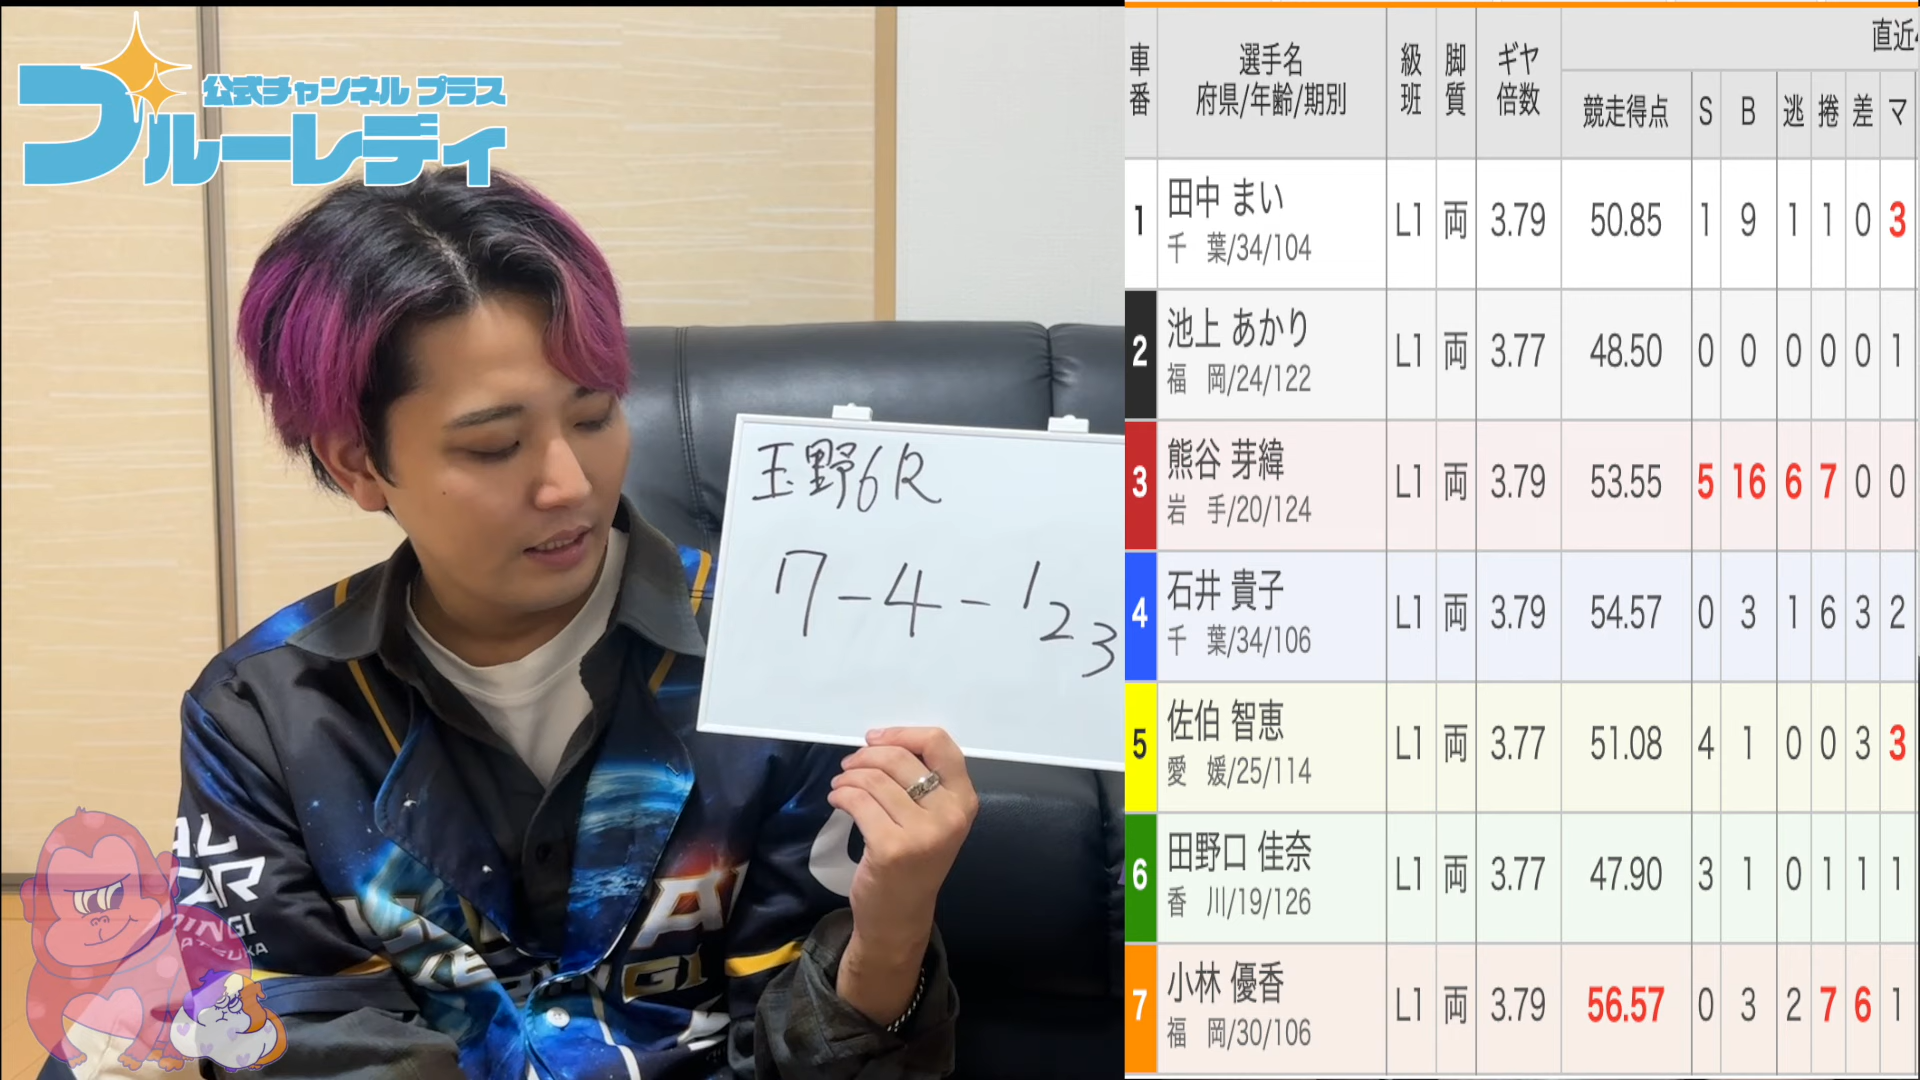 公式チャンネル プラス
ブルーレディ
玉野6R
7-4-123
MINGI
車番 選手名 府県/年齢/期別 級班 脚質 ギヤ倍数 直近4
競走得点 S B 逃 捲 差 マ
1 田中 まい 千 葉/34/104 L1 両 3.79 50.85 1 9 1 1 0 3
2 池上 あかり 福 岡/24/122 L1 両 3.77 48.50 0 0 0 0 0 1
3 熊谷 芽緯 岩 手/20/124 L1 両 3.79 53.55 5 16 6 7 0 0
4 石井 貴子 千 葉/34/106 L1 両 3.79 54.57 0 3 1 6 3 2
5 佐伯 智恵 愛 媛/25/114 L1 両 3.77 51.08 4 1 0 0 3 3
6 田野口 佳奈 香 川/19/126 L1 両 3.77 47.90 3 1 0 1 1 1
7 小林 優香 福 岡/30/106 L1 両 3.79 56.57 0 3 2 7 6 1